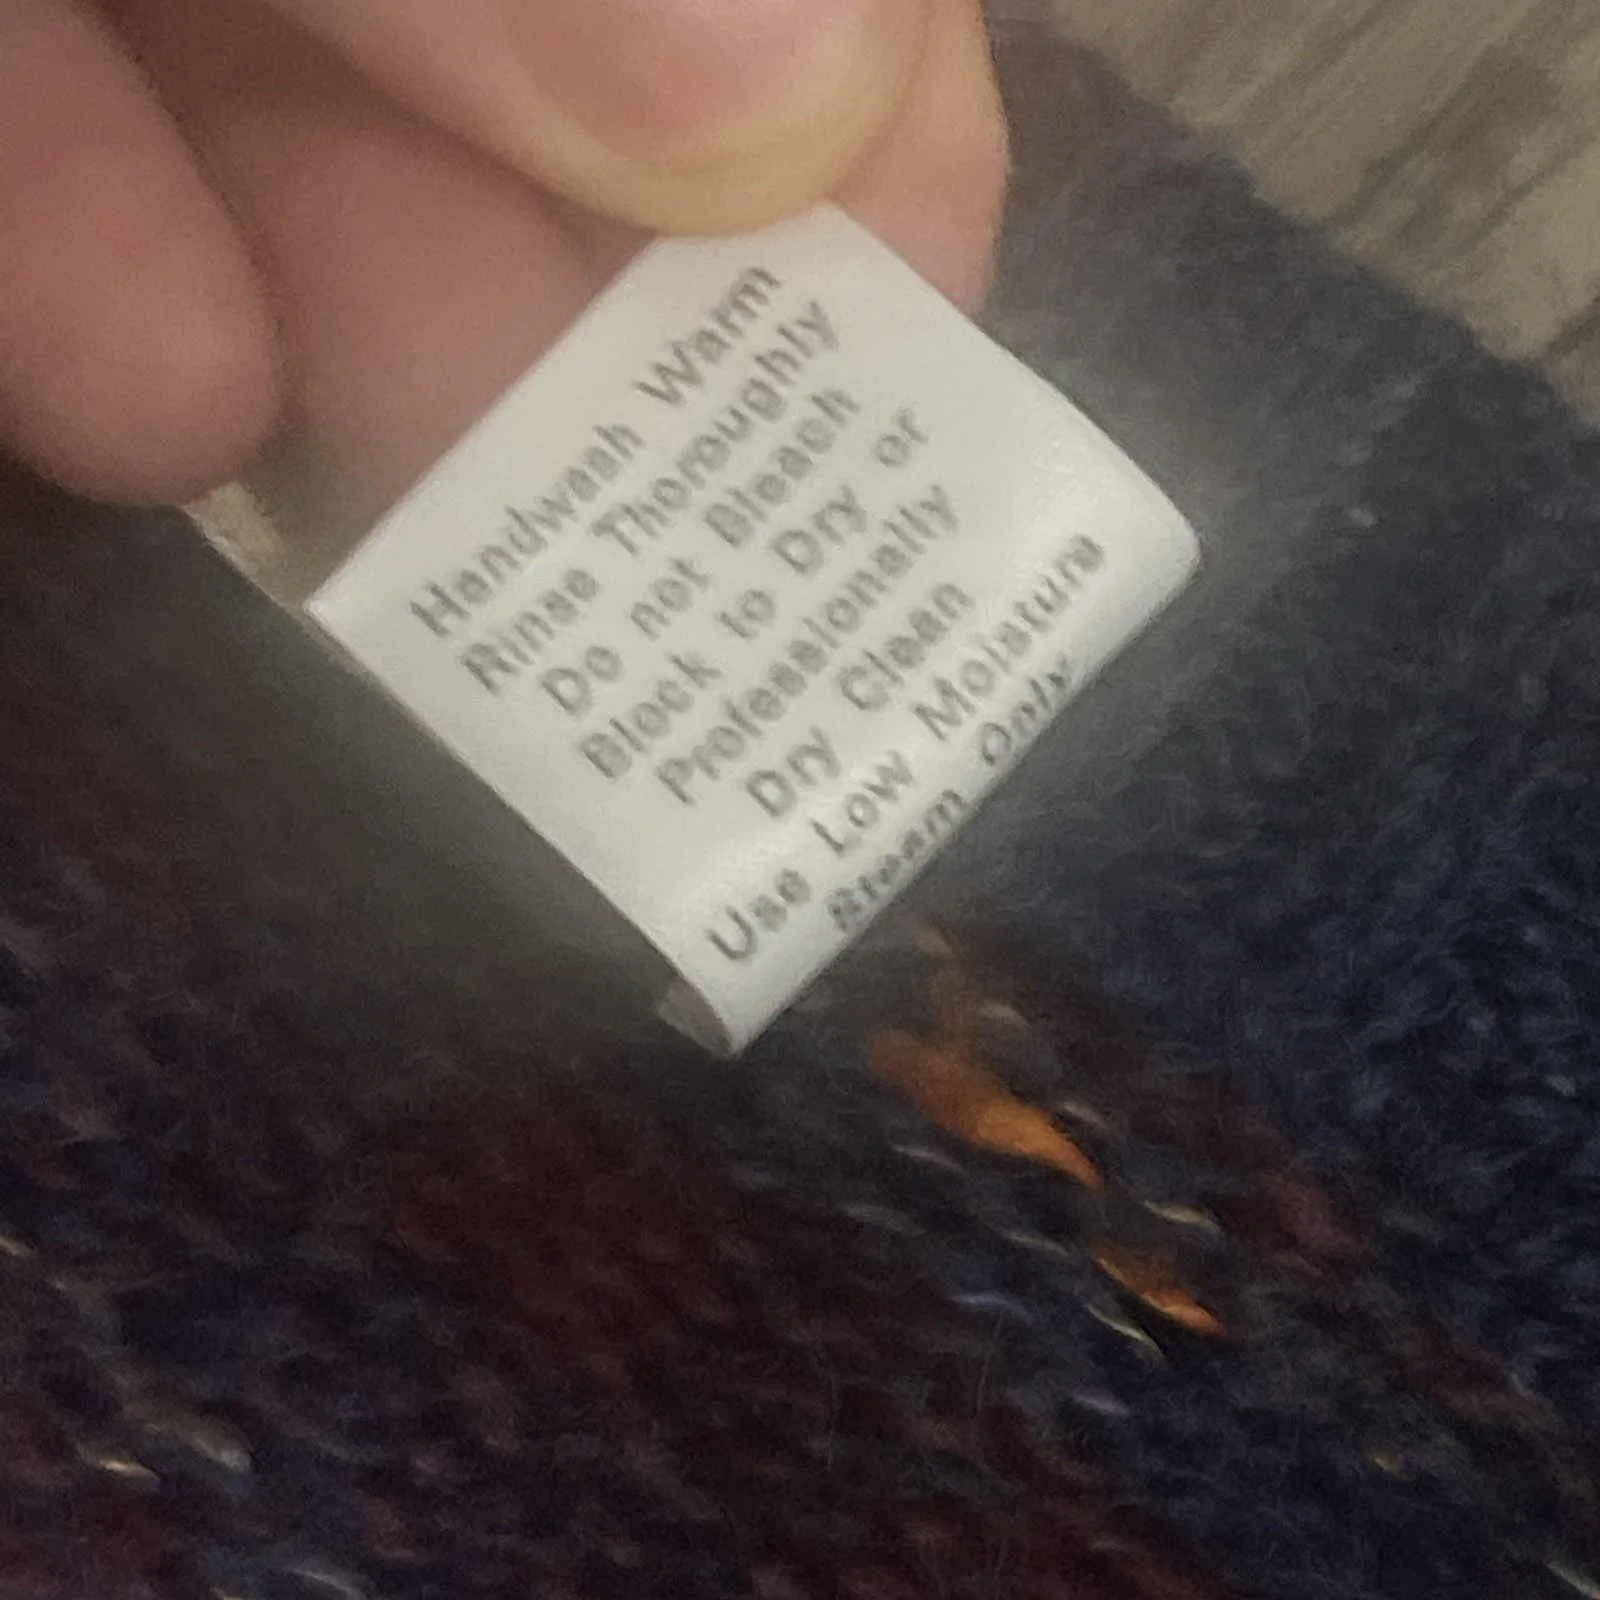 Handwash Warm
Rinse Thoroughly
Do not Bleach
Block to Dry or
Professionally
Dry Clean
Use Low Moisture
Steam Only